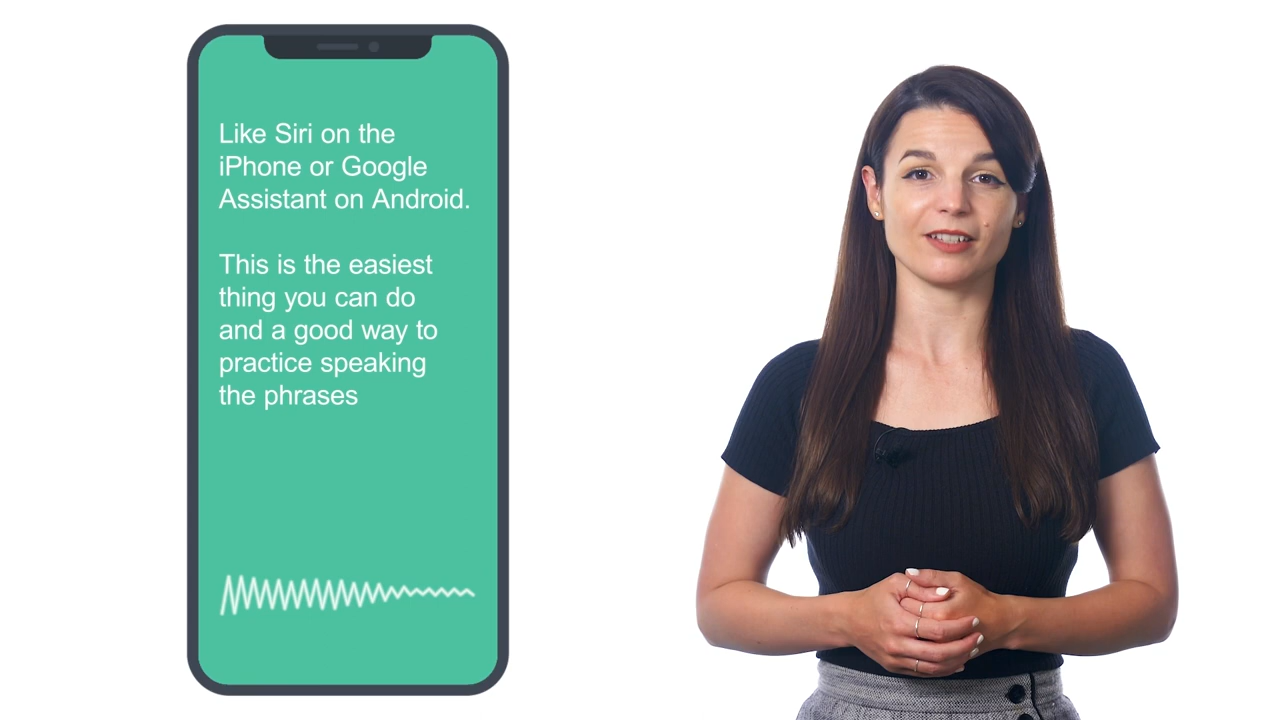 Like Siri on the
iPhone or Google
Assistant on Android.
This is the easiest
thing you can do
and a good way to
practice speaking
the phrases